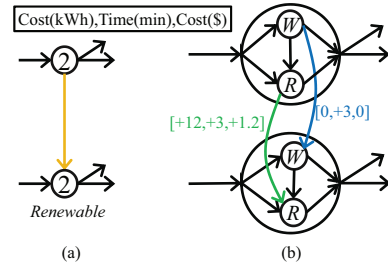 Cost(kWh),Time(min),Cost($)
2
2
Renewable
(a)
W
R
[+12,+3,+1.2]
[0,+3,0]
W
R
(b)